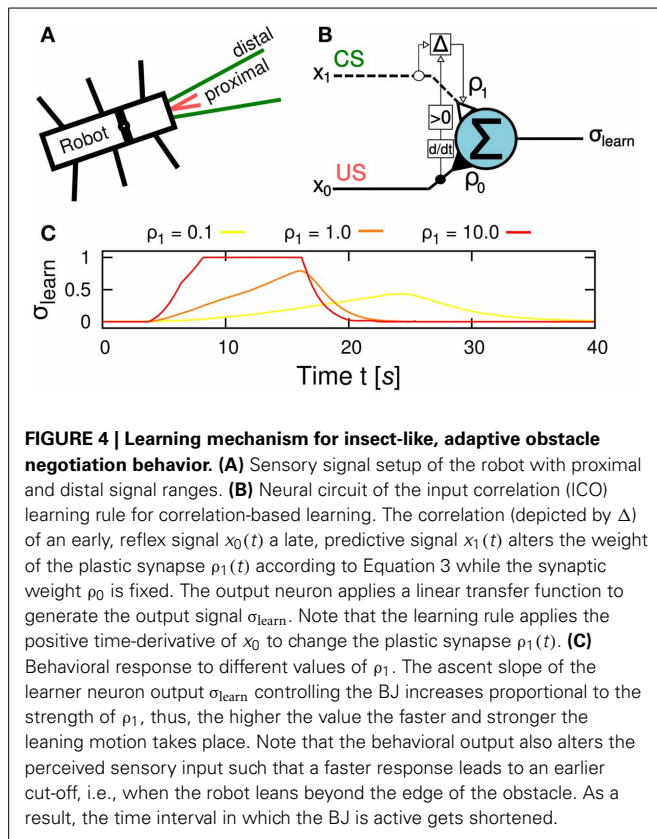 A
distal
proximal
Robot
B
CS
x₁
Δ
ρ₁
>0
d/dt
Σ
σlearn
US
x₀
ρ₀
C
ρ₁ = 0.1
ρ₁ = 1.0
ρ₁ = 10.0
σlearn
1
0.5
0
0 10 20 30 40
Time t [s]
FIGURE 4 | Learning mechanism for insect-like, adaptive obstacle
negotiation behavior. (A) Sensory signal setup of the robot with proximal
and distal signal ranges. (B) Neural circuit of the input correlation (ICO)
learning rule for correlation-based learning. The correlation (depicted by Δ)
of an early, reflex signal x₀(t) a late, predictive signal x₁(t) alters the weight
of the plastic synapse ρ₁(t) according to Equation 3 while the synaptic
weight ρ₀ is fixed. The output neuron applies a linear transfer function to
generate the output signal σlearn. Note that the learning rule applies the
positive time-derivative of x₀ to change the plastic synapse ρ₁(t). (C)
Behavioral response to different values of ρ₁. The ascent slope of the
learner neuron output σlearn controlling the BJ increases proportional to the
strength of ρ₁, thus, the higher the value the faster and stronger the
leaning motion takes place. Note that the behavioral output also alters the
perceived sensory input such that a faster response leads to an earlier
cut-off, i.e., when the robot leans beyond the edge of the obstacle. As a
result, the time interval in which the BJ is active gets shortened.